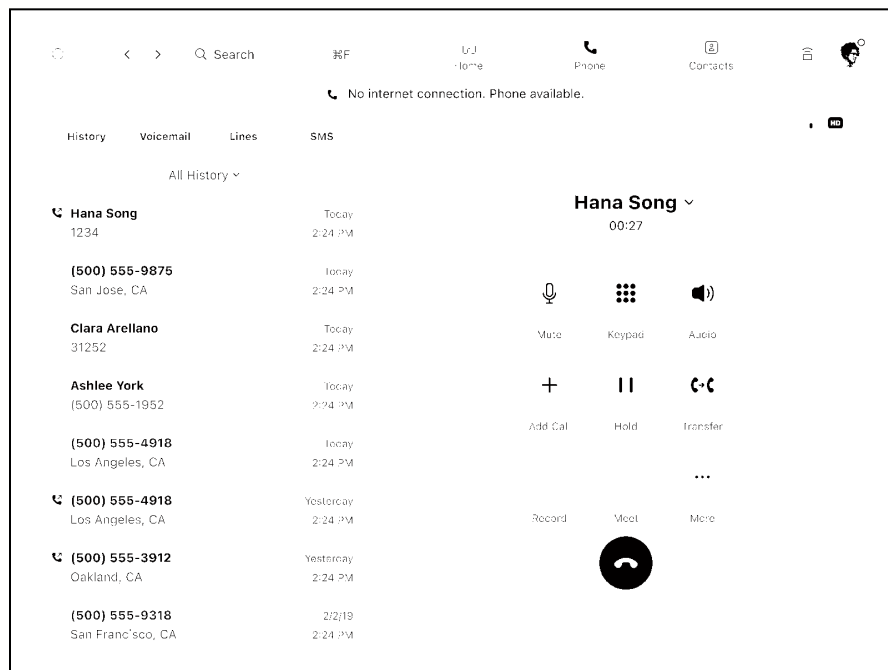 Search ⌘F
Home Phone Contacts
No internet connection. Phone available.
HD
History Voicemail Lines SMS
All History
Hana Song Today
1234 2:24 PM
(500) 555-9875 Today
San Jose, CA 2:24 PM
Clara Arellano Today
31252 2:24 PM
Ashlee York Today
(500) 555-1952 2:24 PM
(500) 555-4918 Today
Los Angeles, CA 2:24 PM
(500) 555-4918 Yesterday
Los Angeles, CA 2:24 PM
(500) 555-3912 Yesterday
Oakland, CA 2:24 PM
(500) 555-9318 2/2/19
San Francisco, CA 2:24 PM
Hana Song
00:27
Mute Keypad Audio
Add Call Hold Transfer
Record Meet More